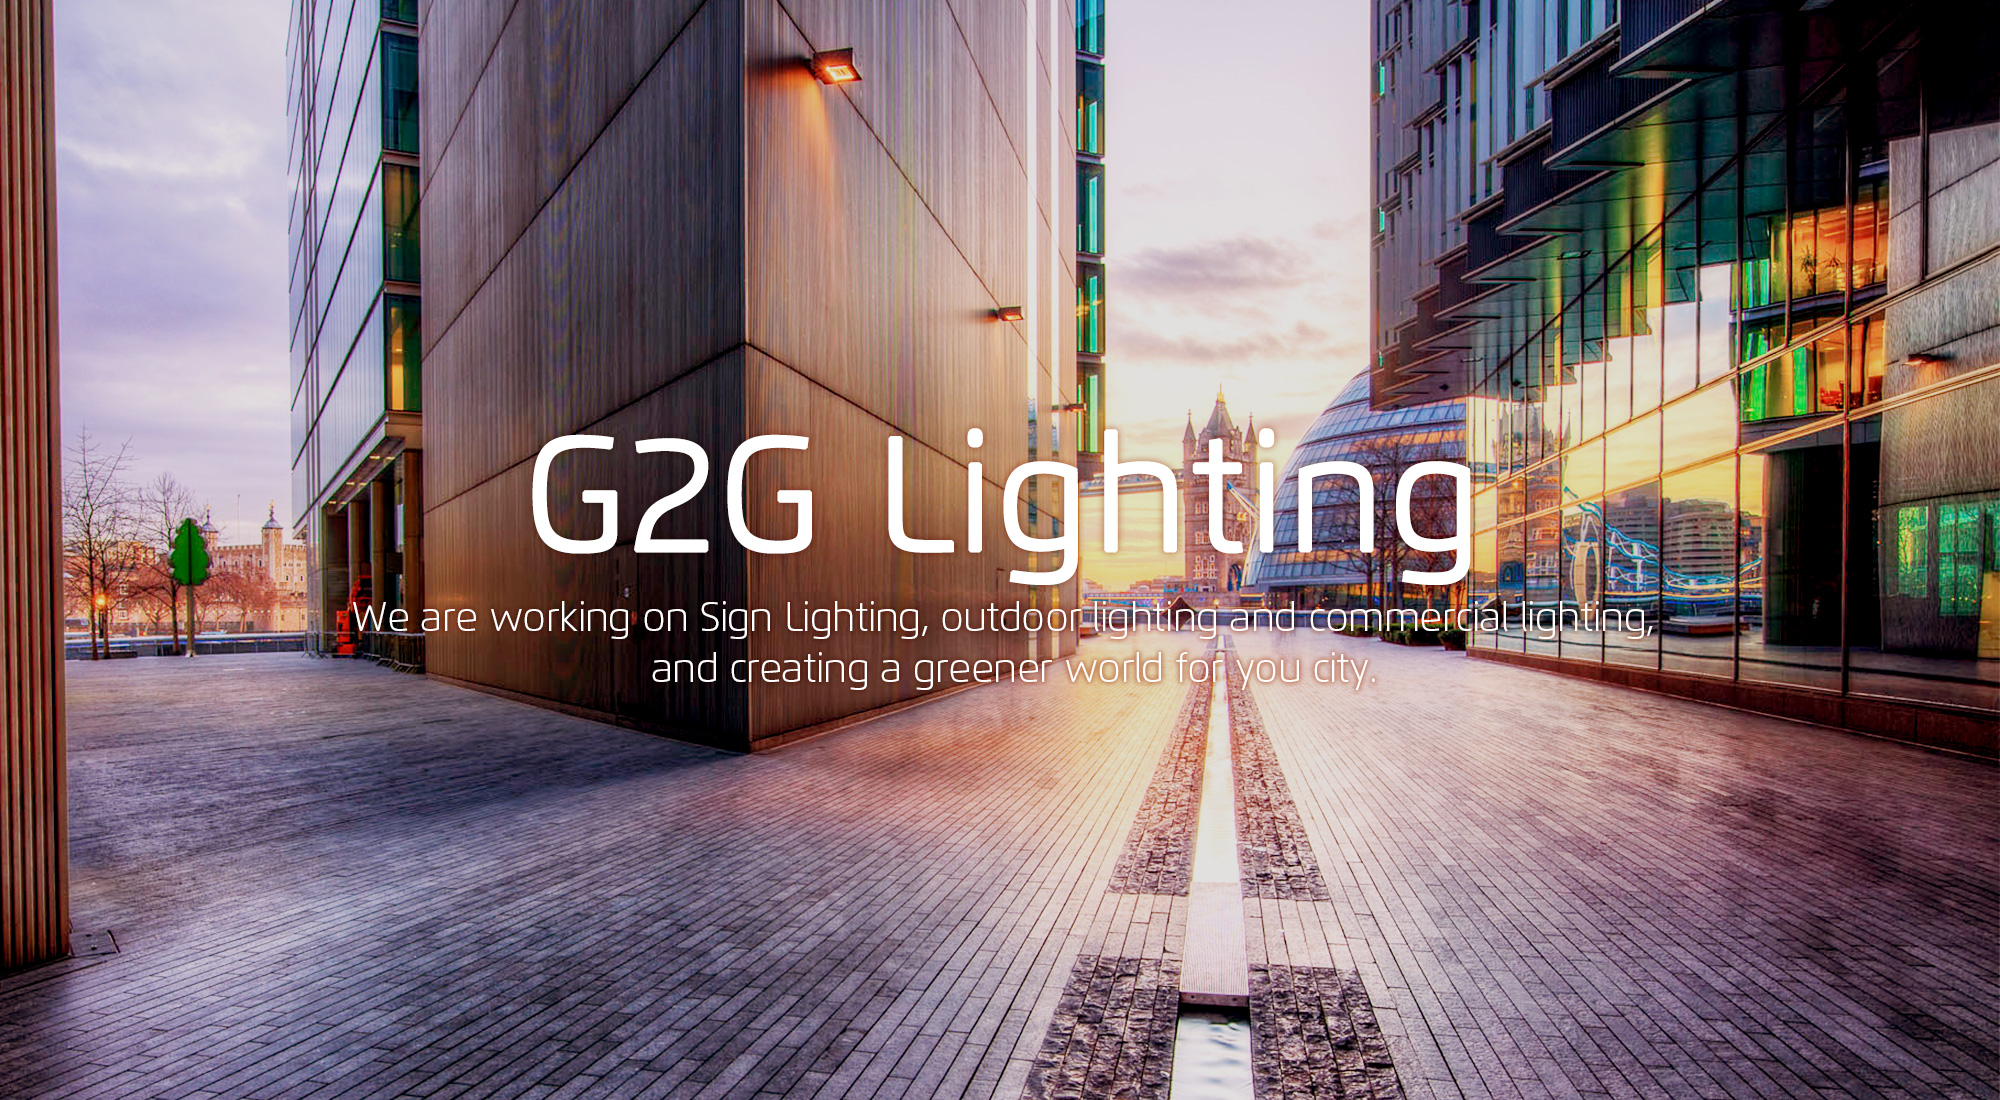 G2G Lighting
We are working on Sign Lighting, outdoor lighting and commercial lighting,
and creating a greener world for you city.